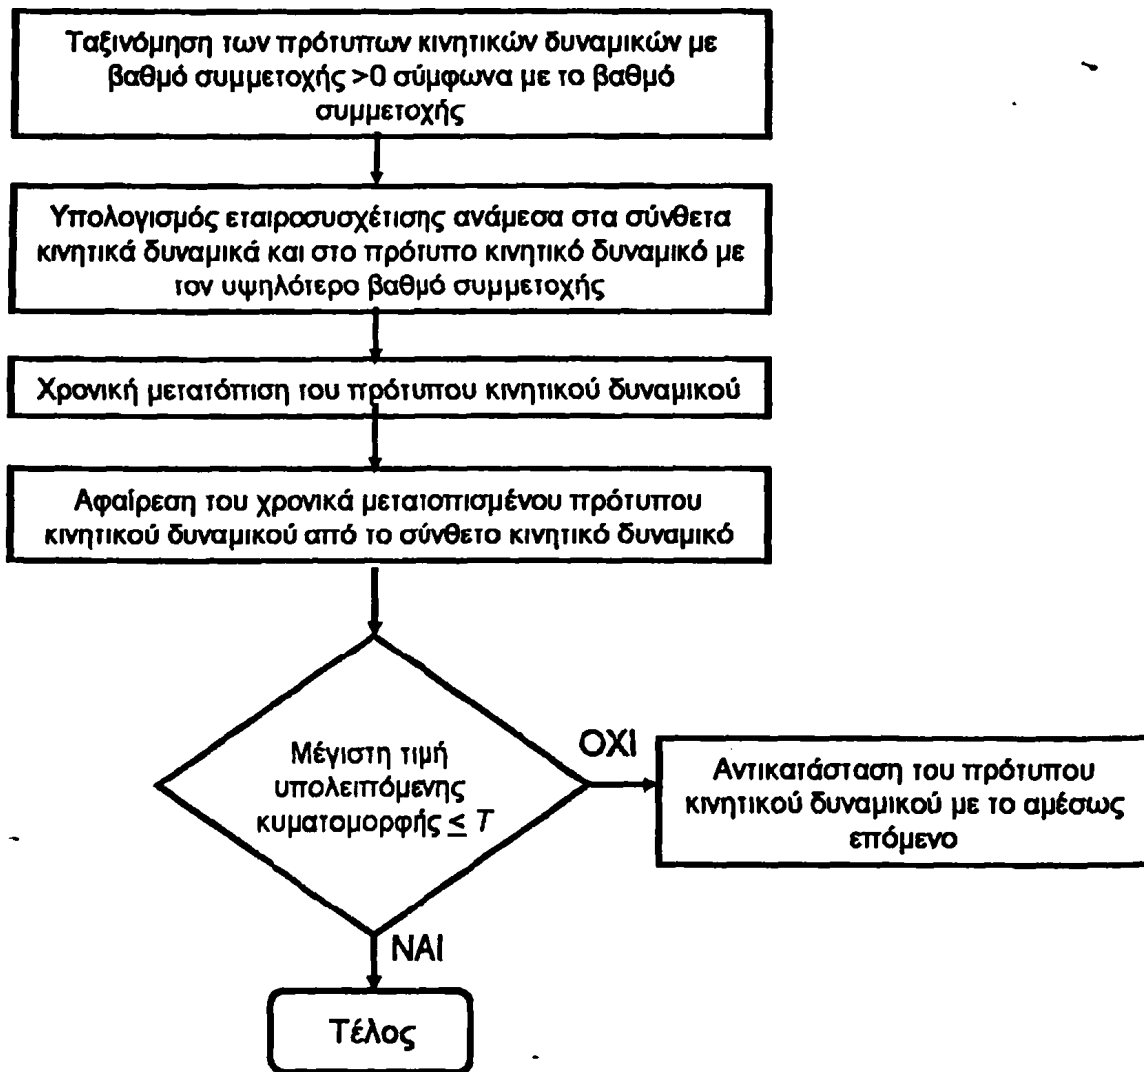 Ταξινόμηση των πρότυπων κινητικών δυναμικών με
βαθμό συμμετοχής >0 σύμφωνα με το βαθμό
συμμετοχής
Υπολογισμός εταιροσυσχέτισης ανάμεσα στα σύνθετα
κινητικά δυναμικά και στο πρότυπο κινητικό δυναμικό με
τον υψηλότερο βαθμό συμμετοχής
Χρονική μετατόπιση του πρότυπου κινητικού δυναμικού
Αφαίρεση του χρονικά μετατοπισμένου πρότυπου
κινητικού δυναμικού από το σύνθετο κινητικό δυναμικό
Μέγιστη τιμή
υπολειπόμενης
κυματομορφής ≤ T
ΟΧΙ
Αντικατάσταση του πρότυπου
κινητικού δυναμικού με το αμέσως
επόμενο
ΝΑΙ
Τέλος